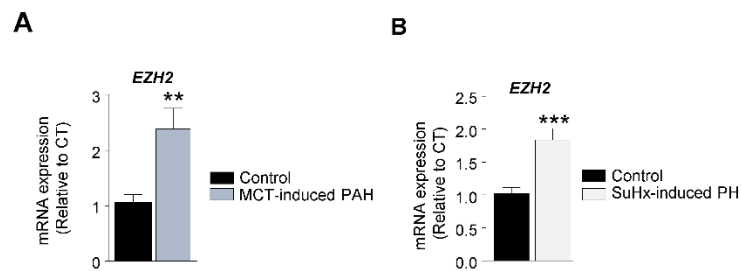 A
EZH2
**
3
2
1
0
mRNA expression
(Relative to CT)
Control
MCT-induced PAH
B
EZH2
***
2.5
2.0
1.5
1.0
0.5
0.0
mRNA expression
(Relative to CT)
Control
SuHx-induced PH